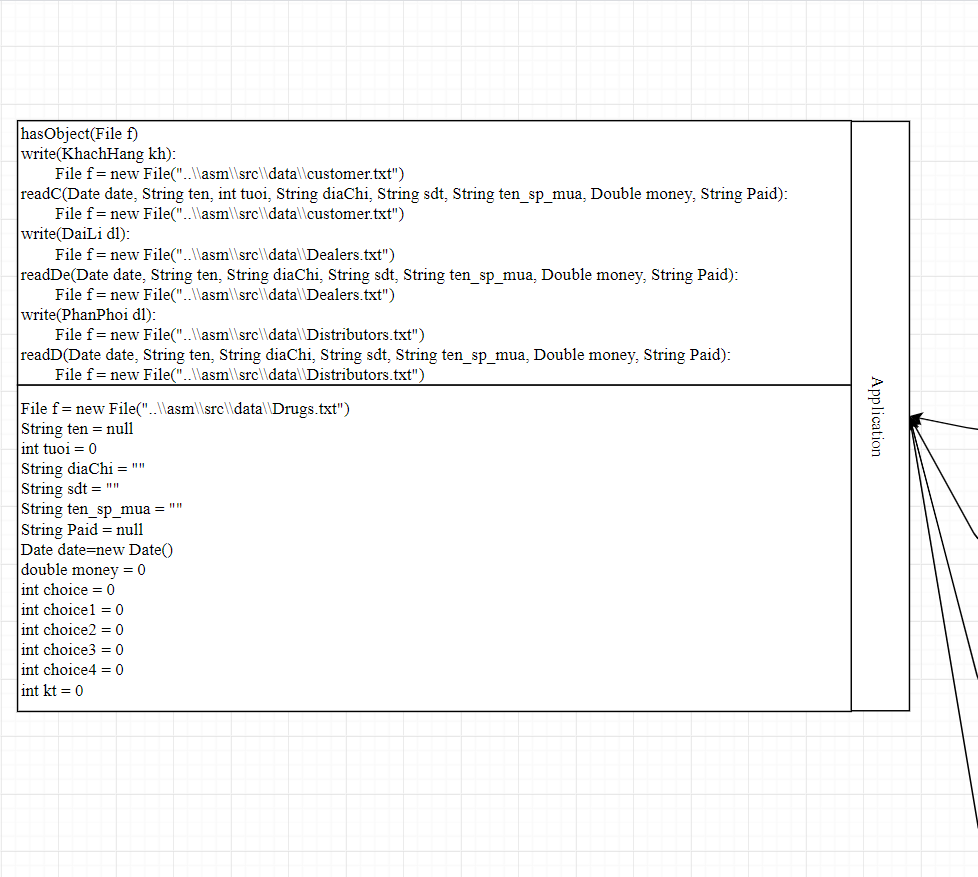 hasObject(File f)
write(KhachHang kh):
File f = new File("..\\asm\\src\\data\\customer.txt")
readC(Date date, String ten, int tuoi, String diaChi, String sdt, String ten_sp_mua, Double money, String Paid):
File f = new File("..\\asm\\src\\data\\customer.txt")
write(DaiLi dl):
File f = new File("..\\asm\\src\\data\\Dealers.txt")
readDe(Date date, String ten, String diaChi, String sdt, String ten_sp_mua, Double money, String Paid):
File f = new File("..\\asm\\src\\data\\Dealers.txt")
write(PhanPhoi dl):
File f = new File("..\\asm\\src\\data\\Distributors.txt")
readD(Date date, String ten, String diaChi, String sdt, String ten_sp_mua, Double money, String Paid):
File f = new File("..\\asm\\src\\data\\Distributors.txt")
File f = new File("..\\asm\\src\\data\\Drugs.txt")
String ten = null
int tuoi = 0
String diaChi = ""
String sdt = ""
String ten_sp_mua = ""
String Paid = null
Date date=new Date()
double money = 0
int choice = 0
int choice1 = 0
int choice2 = 0
int choice3 = 0
int choice4 = 0
int kt = 0
Application